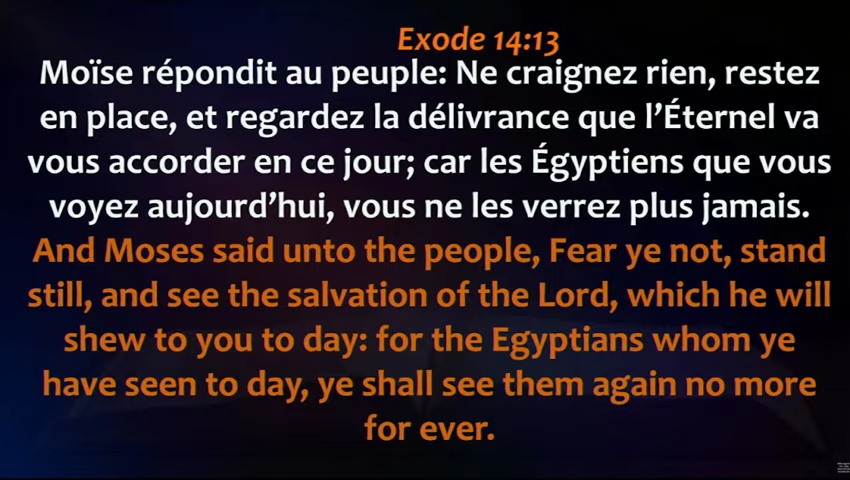 Exode 14:13
Moïse répondit au peuple: Ne craignez rien, restez
en place, et regardez la délivrance que l’Éternel va
vous accorder en ce jour; car les Égyptiens que vous
voyez aujourd’hui, vous ne les verrez plus jamais.
And Moses said unto the people, Fear ye not, stand
still, and see the salvation of the Lord, which he will
shew to you to day: for the Egyptians whom ye
have seen to day, ye shall see them again no more
for ever.